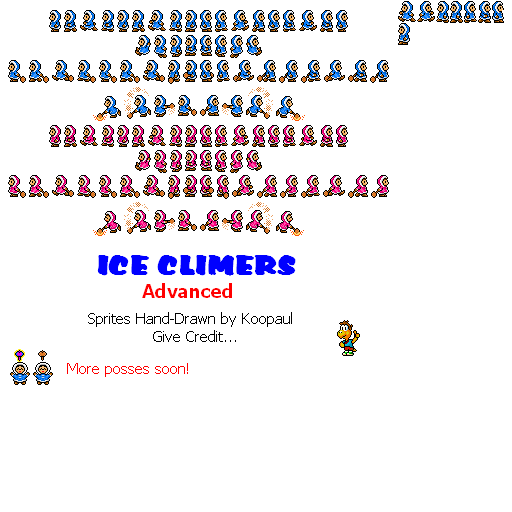 ICE CLIMERS
Advanced
Sprites Hand-Drawn by Koopaul
Give Credit...
More posses soon!